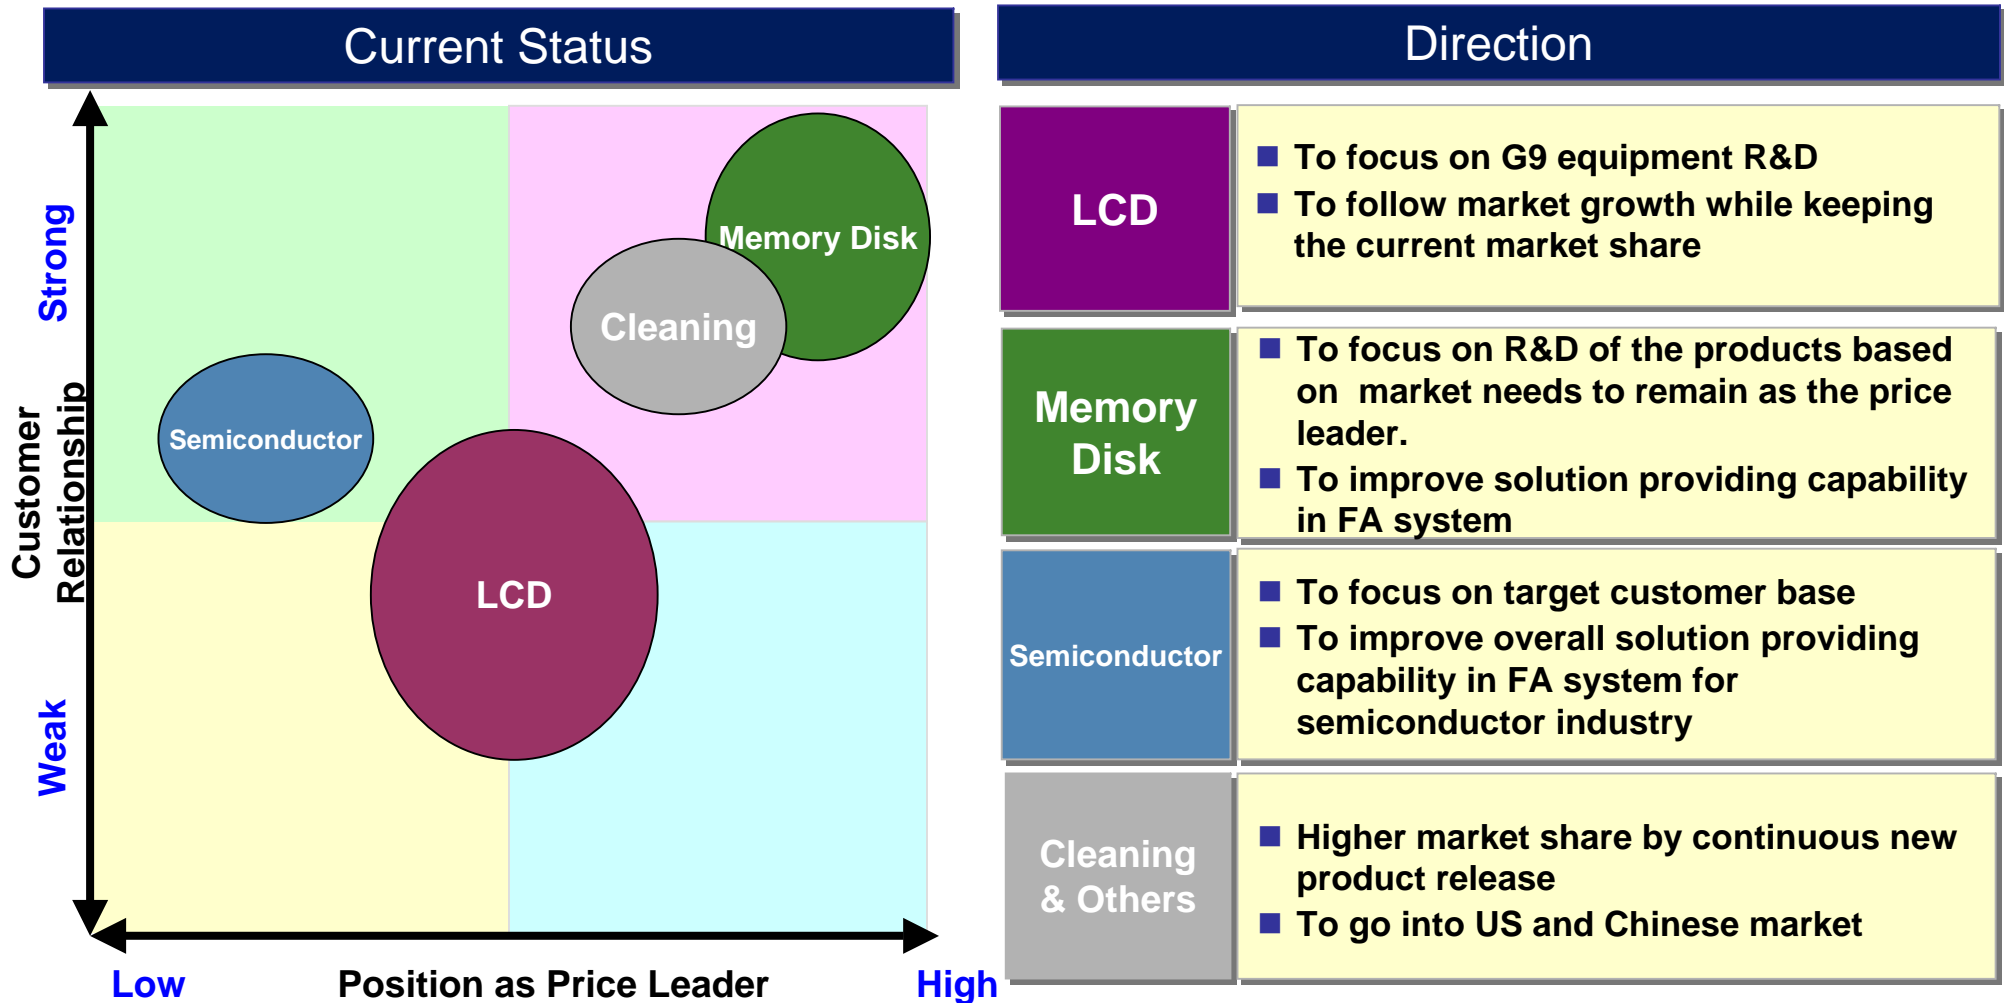 Current Status
Direction
Strong
Weak
Customer
Relationship
Memory Disk
Cleaning
Semiconductor
LCD
Low
Position as Price Leader
High
LCD
To focus on G9 equipment R&D
To follow market growth while keeping
the current market share
Memory
Disk
To focus on R&D of the products based
on  market needs to remain as the price
leader.
To improve solution providing capability
in FA system
Semiconductor
To focus on target customer base
To improve overall solution providing
capability in FA system for
semiconductor industry
Cleaning
& Others
Higher market share by continuous new
product release
To go into US and Chinese market